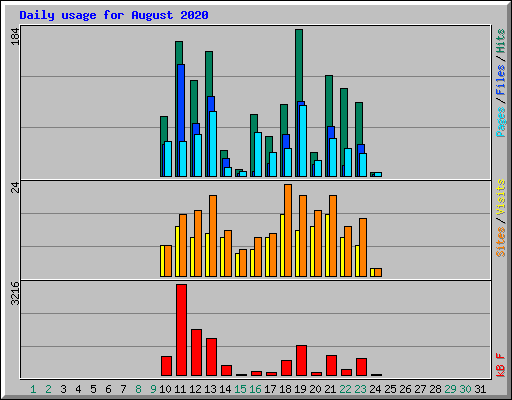 Daily usage for August 2020
184
Pages / Files / Hits
24
Sites / Visits
3216
kB F
1 2 3 4 5 6 7 8 9 10 11 12 13 14 15 16 17 18 19 20 21 22 23 24 25 26 27 28 29 30 31